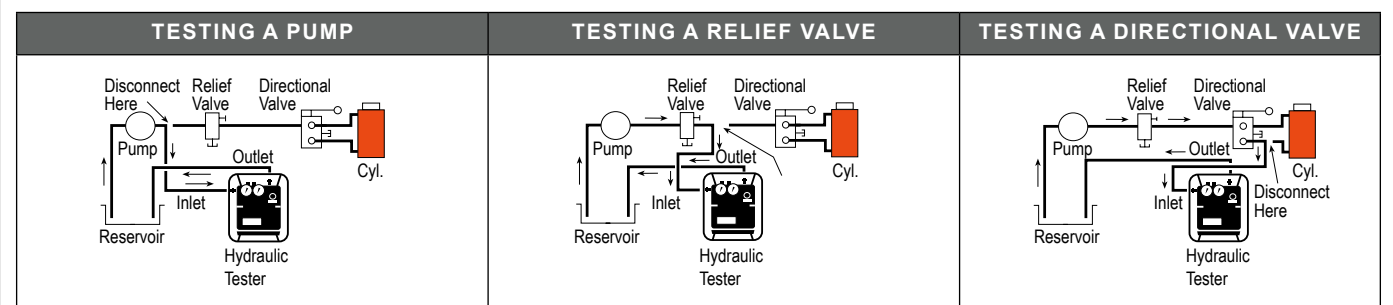 TESTING A PUMP
TESTING A RELIEF VALVE
TESTING A DIRECTIONAL VALVE
Disconnect
Here
Relief
Valve
Directional
Valve
Pump
Outlet
Cyl.
Inlet
Reservoir
Hydraulic
Tester
Relief
Valve
Directional
Valve
Pump
Outlet
Cyl.
Inlet
Reservoir
Hydraulic
Tester
Relief
Valve
Directional
Valve
Pump
Outlet
Cyl.
Inlet
Disconnect
Here
Reservoir
Hydraulic
Tester